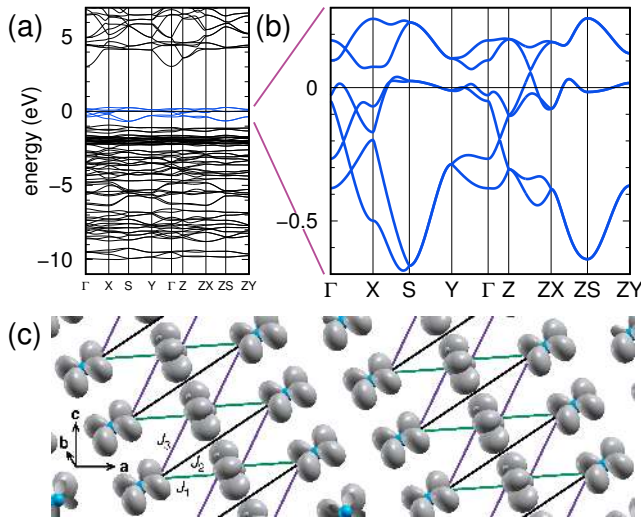 (a)
(b)
energy (eV)
5
0
−5
−10
Γ X S Y Γ Z ZX ZS ZY
0
−0.5
Γ X S Y Γ Z ZX ZS ZY
(c)
c
b
a
J3
J2
J1